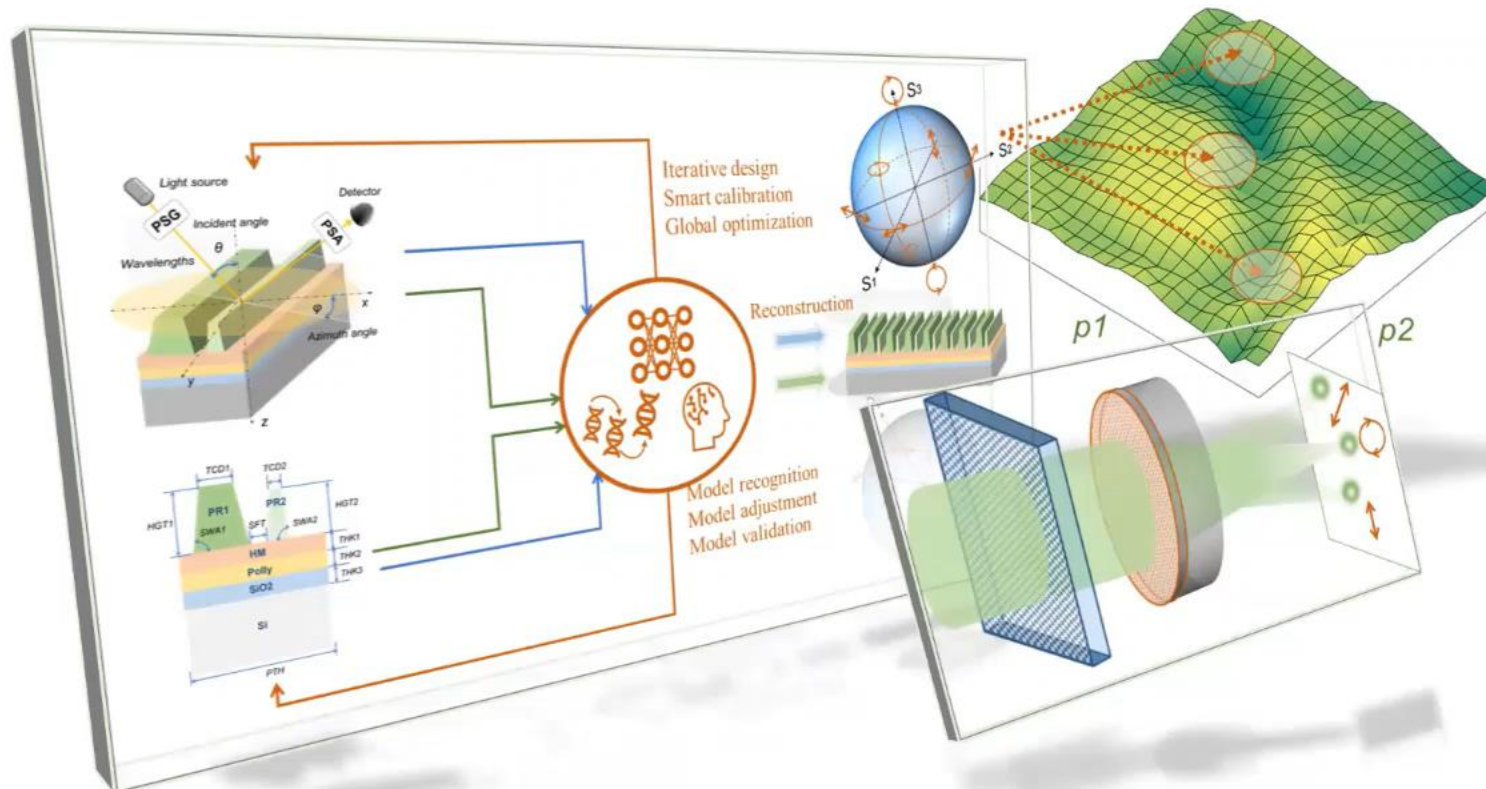 Light source
Detector
PSG
Incident angle
PSA
θ
Wavelengths
x
φ
Azimuth angle
y
z
TCD1
TCD2
HGT1
PR1
PR2
HGT2
SWA1
SFT
SWA2
HM
THK1
Polly
THK2
SiO2
THK3
Si
PTH
Iterative design
Smart calibration
Global optimization
Reconstruction
Model recognition
Model adjustment
Model validation
S3
S2
S1
p1
p2